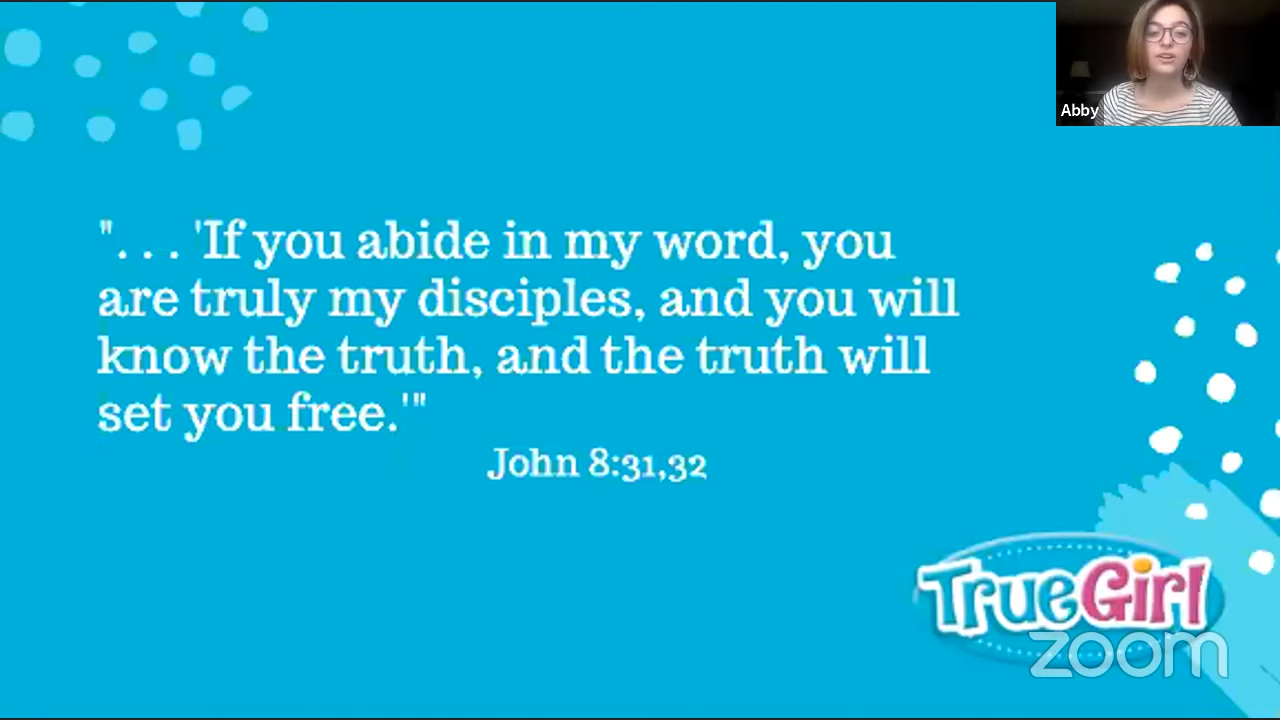 Abby
". . . 'If you abide in my word, you
are truly my disciples, and you will
know the truth, and the truth will
set you free.'"
John 8:31,32
TrueGirl
zoom